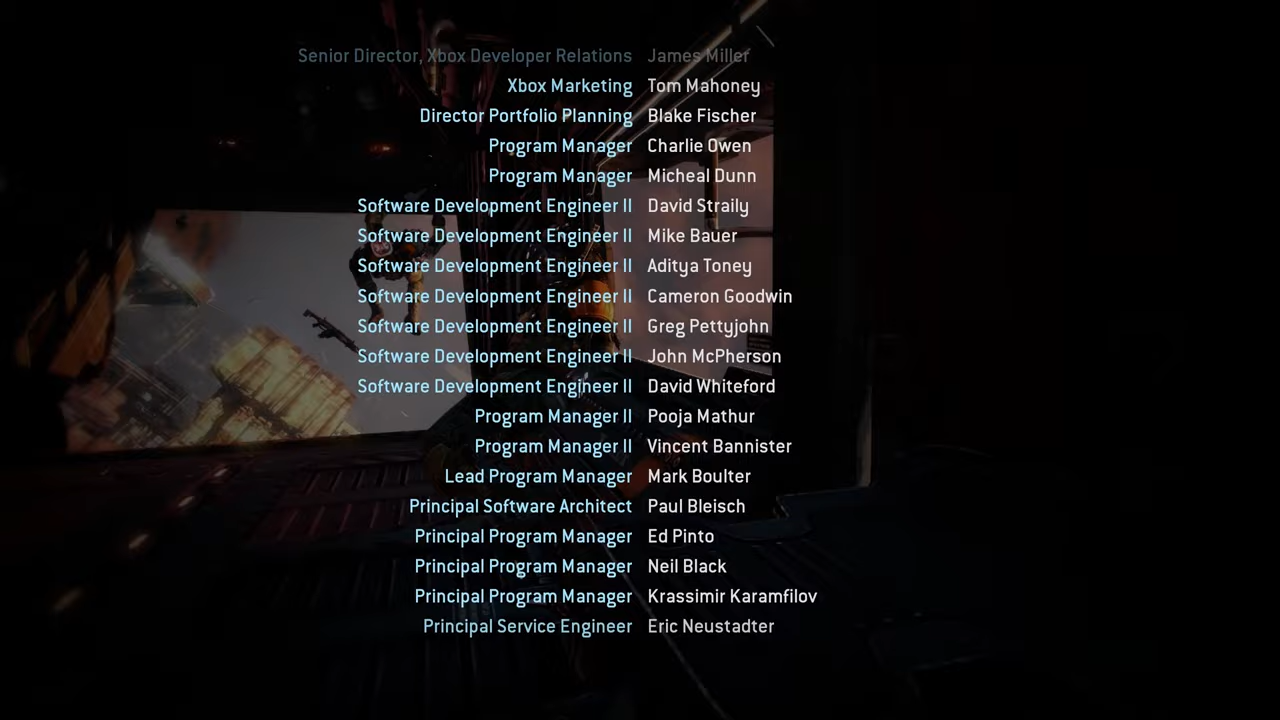 Senior Director, Xbox Developer Relations James Miller
Xbox Marketing Tom Mahoney
Director Portfolio Planning Blake Fischer
Program Manager Charlie Owen
Program Manager Micheal Dunn
Software Development Engineer II David Straily
Software Development Engineer II Mike Bauer
Software Development Engineer II Aditya Toney
Software Development Engineer II Cameron Goodwin
Software Development Engineer II Greg Pettyjohn
Software Development Engineer II John McPherson
Software Development Engineer II David Whiteford
Program Manager II Pooja Mathur
Program Manager II Vincent Bannister
Lead Program Manager Mark Boulter
Principal Software Architect Paul Bleisch
Principal Program Manager Ed Pinto
Principal Program Manager Neil Black
Principal Program Manager Krassimir Karamfilov
Principal Service Engineer Eric Neustadter